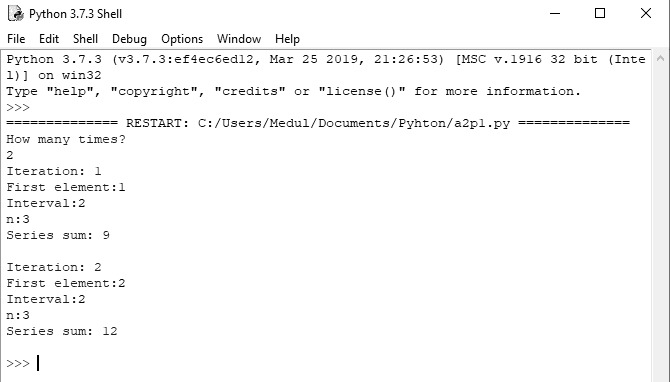 Python 3.7.3 Shell
File Edit Shell Debug Options Window Help
Python 3.7.3 (v3.7.3:ef4ec6ed12, Mar 25 2019, 21:26:53) [MSC v.1916 32 bit (Inte
l)] on win32
Type "help", "copyright", "credits" or "license()" for more information.
>>>
============== RESTART: C:/Users/Medul/Documents/Pyhton/a2p1.py ==============
How many times?
2
Iteration: 1
First element:1
Interval:2
n:3
Series sum: 9
Iteration: 2
First element:2
Interval:2
n:3
Series sum: 12
>>>